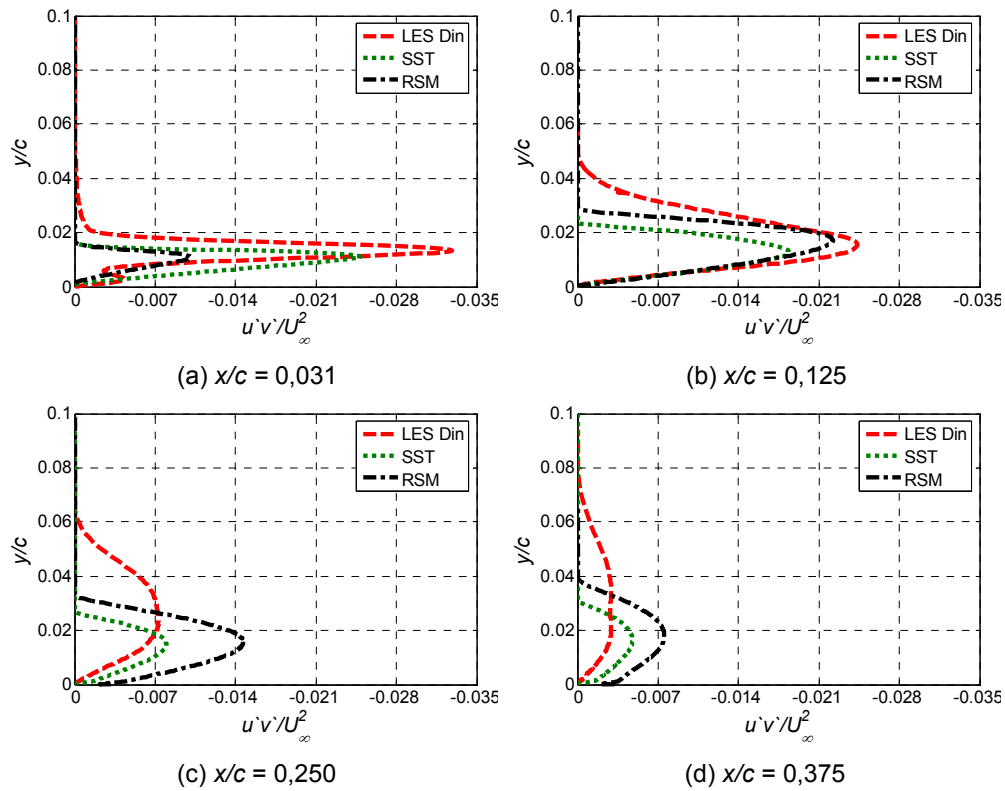 0.1
0.08
0.06
0.04
0.02
0
y/c
0 -0.007 -0.014 -0.021 -0.028 -0.035
u`v`/U∞²
LES Din
SST
RSM
(a) x/c = 0,031
0.1
0.08
0.06
0.04
0.02
0
y/c
0 -0.007 -0.014 -0.021 -0.028 -0.035
u`v`/U∞²
LES Din
SST
RSM
(b) x/c = 0,125
0.1
0.08
0.06
0.04
0.02
0
y/c
0 -0.007 -0.014 -0.021 -0.028 -0.035
u`v`/U∞²
LES Din
SST
RSM
(c) x/c = 0,250
0.1
0.08
0.06
0.04
0.02
0
y/c
0 -0.007 -0.014 -0.021 -0.028 -0.035
u`v`/U∞²
LES Din
SST
RSM
(d) x/c = 0,375